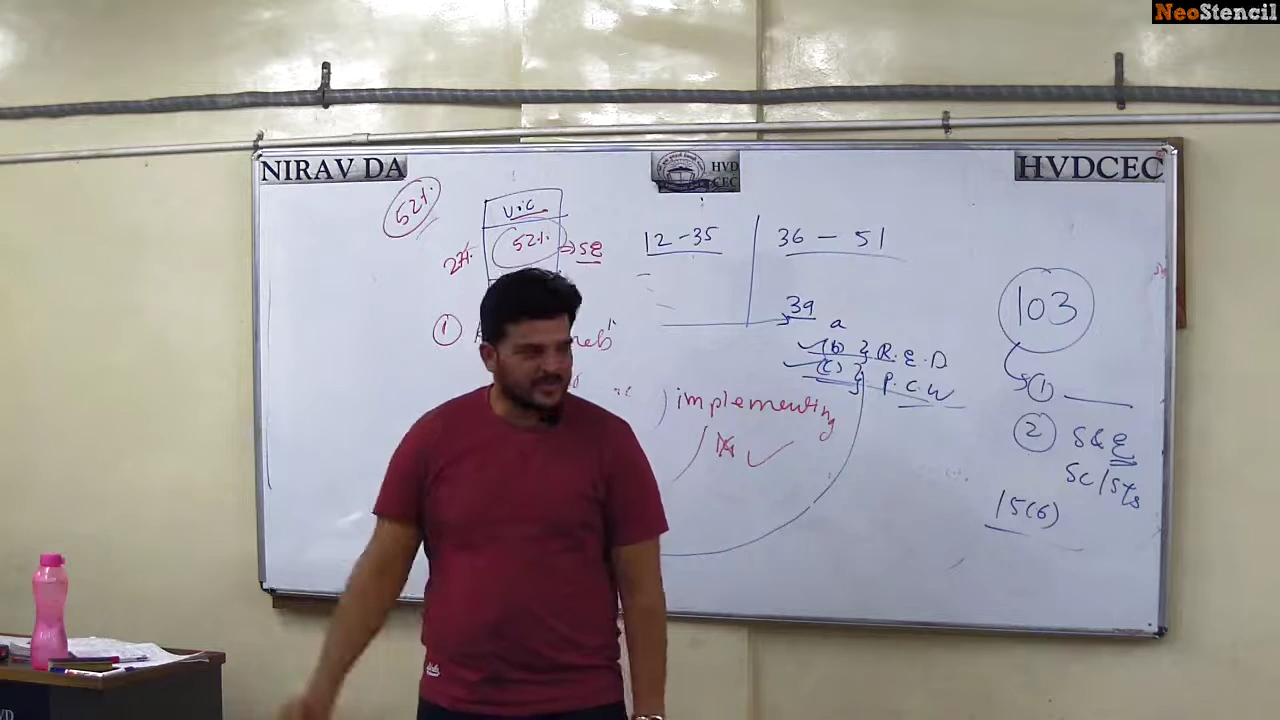 NeoStencil
NIRAV DA
HVD
CEC
HVDCEC
52%
U.C
52%
27%
SE
12-35
36 - 51
103
39
a
(b) } R.E.D
(c) } P.C.W
1
implementing
1
2 S&E
SC/STs
15(6)